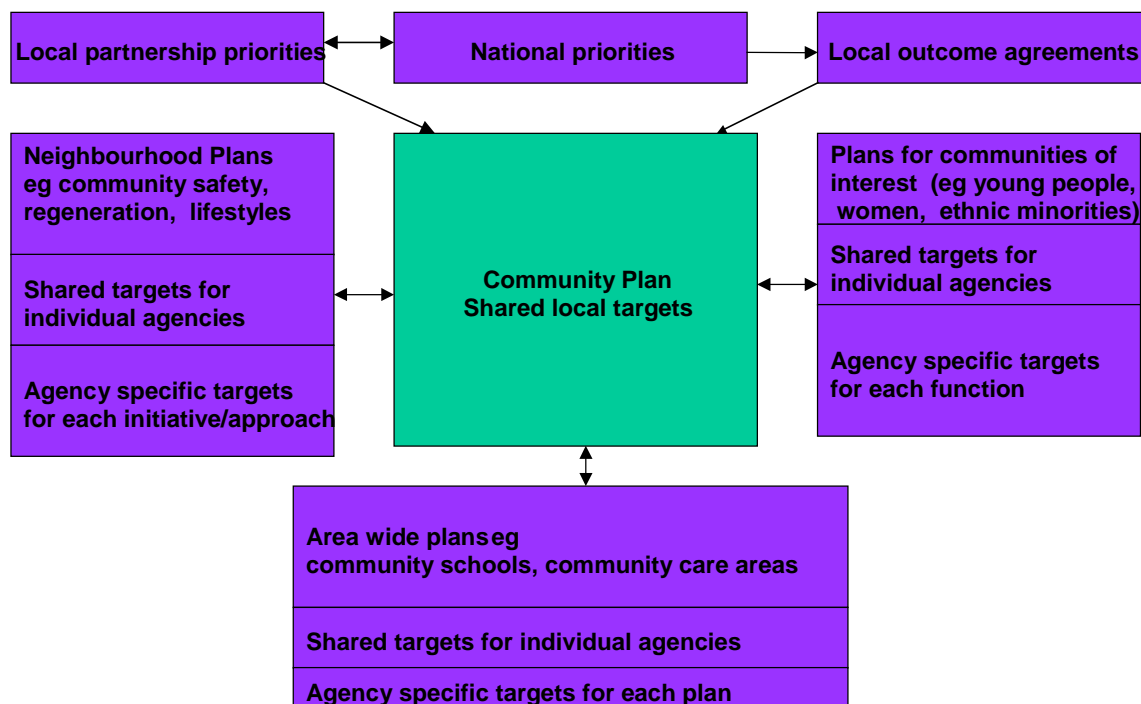 Local partnership priorities
National priorities
Local outcome agreements
Neighbourhood Plans
eg community safety,
regeneration, lifestyles
Shared targets for
individual agencies
Agency specific targets
for each initiative/approach
Community Plan
Shared local targets
Plans for communities of
interest (eg young people,
women, ethnic minorities)
Shared targets for
individual agencies
Agency specific targets
for each function
Area wide plans eg
community schools, community care areas
Shared targets for individual agencies
Agency specific targets for each plan